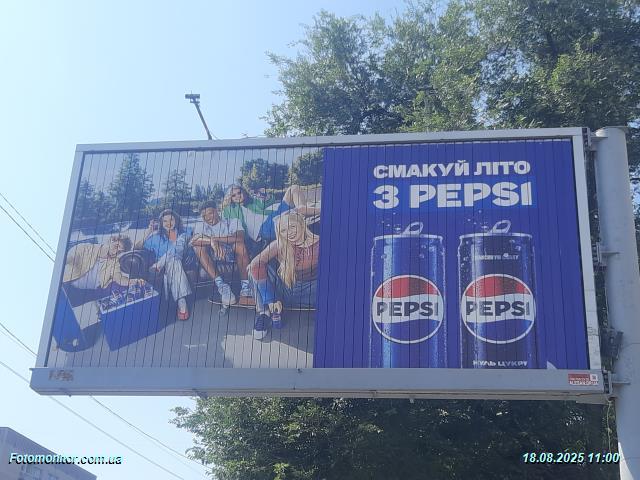 СМАКУЙ ЛІТО
З PEPSI
PEPSI
PEPSI
НУЛЬ ЦУКРУ
Fotomonitor.com.ua
18.08.2025 11:00